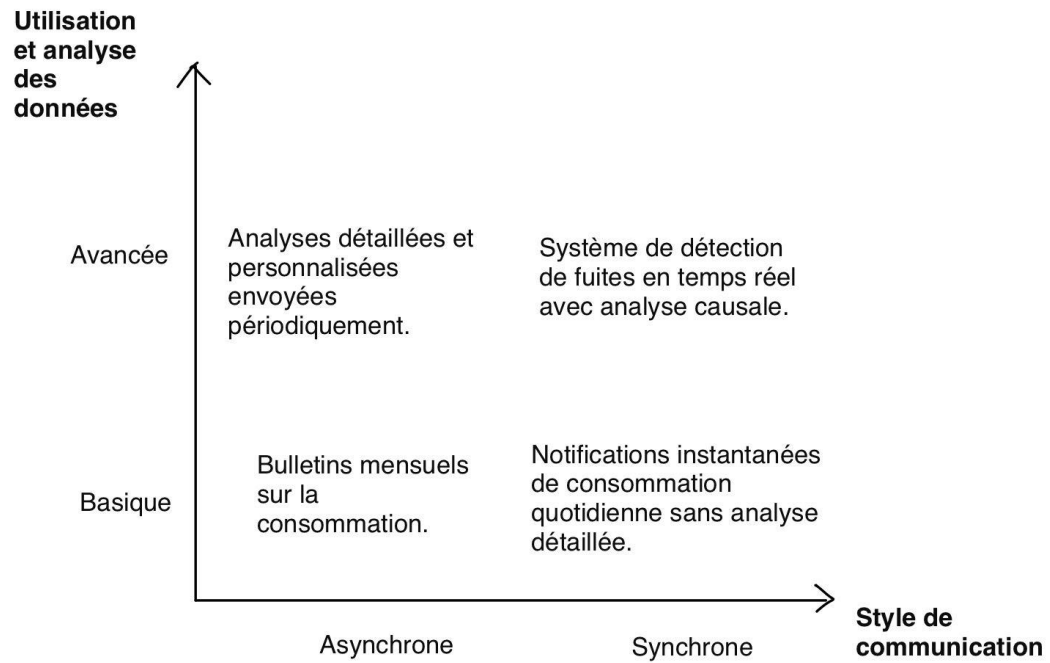 Utilisation
et analyse
des
données
Avancée
Analyses détaillées et
personnalisées
envoyées
périodiquement.
Système de détection
de fuites en temps réel
avec analyse causale.
Basique
Bulletins mensuels
sur la
consommation.
Notifications instantanées
de consommation
quotidienne sans analyse
détaillée.
Asynchrone
Synchrone
Style de
communication